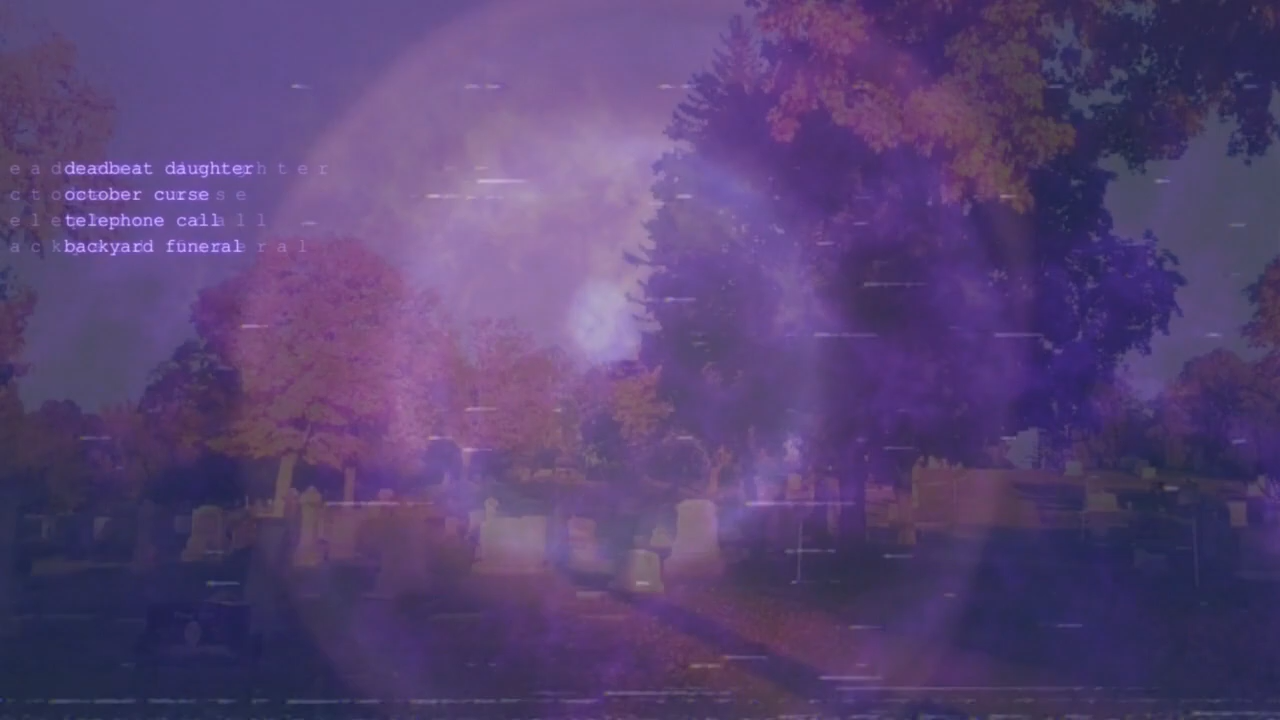 deadbeat daughter
october curse
telephone call
backyard funeral